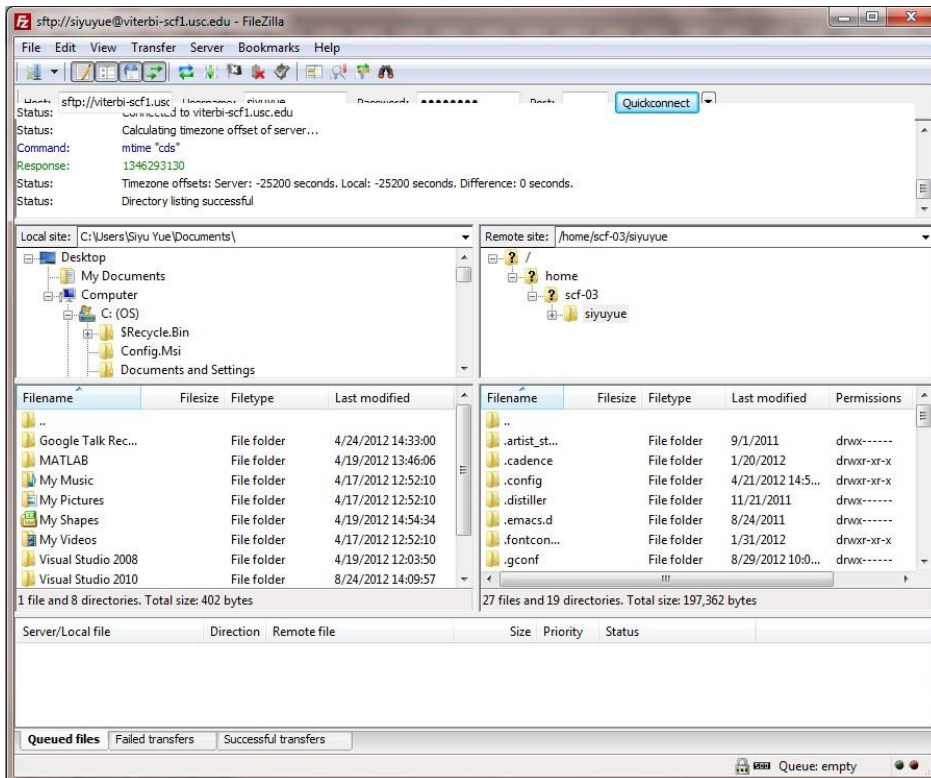 sftp://siyuyue@viterbi-scf1.usc.edu - FileZilla
File Edit View Transfer Server Bookmarks Help
Host: sftp://viterbi-scf1.usc Username: siyuyue Password: ●●●●●●●● Port: Quickconnect
Status: Connected to viterbi-scf1.usc.edu
Status: Calculating timezone offset of server...
Command: mtime "cds"
Response: 1346293130
Status: Timezone offsets: Server: -25200 seconds. Local: -25200 seconds. Difference: 0 seconds.
Status: Directory listing successful
Local site: C:\Users\Siyu Yue\Documents\
Desktop
My Documents
Computer
C: (OS)
$Recycle.Bin
Config.Msi
Documents and Settings
Remote site: /home/scf-03/siyuyue
/
home
scf-03
siyuyue
Filename Filesize Filetype Last modified
..
Google Talk Rec... File folder 4/24/2012 14:33:00
MATLAB File folder 4/19/2012 13:46:06
My Music File folder 4/17/2012 12:52:10
My Pictures File folder 4/17/2012 12:52:10
My Shapes File folder 4/19/2012 14:54:34
My Videos File folder 4/17/2012 12:52:10
Visual Studio 2008 File folder 4/19/2012 12:03:50
Visual Studio 2010 File folder 8/24/2012 14:09:57
1 file and 8 directories. Total size: 402 bytes
Filename Filesize Filetype Last modified Permissions
..
.artist_st... File folder 9/1/2011 drwx------
.cadence File folder 1/20/2012 drwxr-xr-x
.config File folder 4/21/2012 14:5... drwxr-xr-x
.distiller File folder 11/21/2011 drwx------
.emacs.d File folder 8/24/2011 drwx------
.fontcon... File folder 1/31/2012 drwxr-xr-x
.gconf File folder 8/29/2012 10:0... drwx------
27 files and 19 directories. Total size: 197,362 bytes
Server/Local file Direction Remote file Size Priority Status
Queued files Failed transfers Successful transfers
Queue: empty